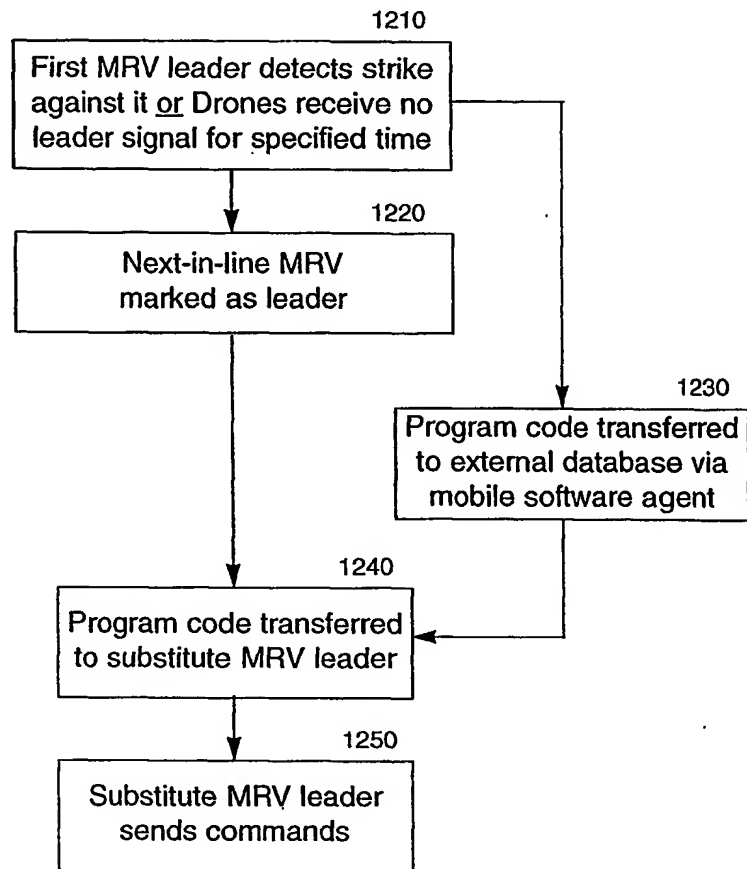 1210
First MRV leader detects strike
against it or Drones receive no
leader signal for specified time
1220
Next-in-line MRV
marked as leader
1230
Program code transferred
to external database via
mobile software agent
1240
Program code transferred
to substitute MRV leader
1250
Substitute MRV leader
sends commands